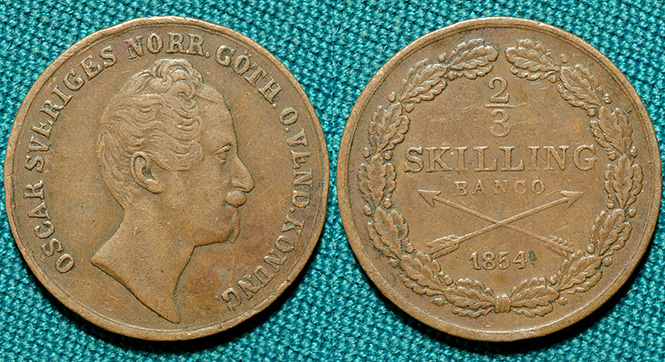 OSCAR SVERIGES NORR. GÖTH. O. VEND. KONUNG
2/3
SKILLING
BANCO
1854